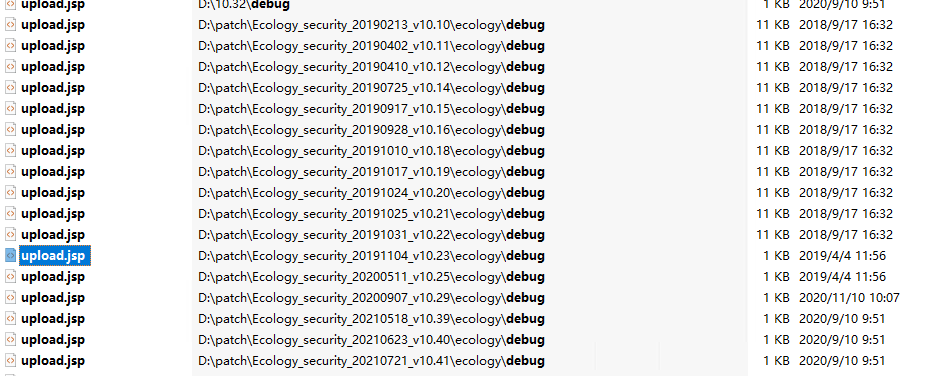 upload.jsp D:\10.32\debug 1 KB 2020/9/10 9:51
upload.jsp D:\patch\Ecology_security_20190213_v10.10\ecology\debug 11 KB 2018/9/17 16:32
upload.jsp D:\patch\Ecology_security_20190402_v10.11\ecology\debug 11 KB 2018/9/17 16:32
upload.jsp D:\patch\Ecology_security_20190410_v10.12\ecology\debug 11 KB 2018/9/17 16:32
upload.jsp D:\patch\Ecology_security_20190725_v10.14\ecology\debug 11 KB 2018/9/17 16:32
upload.jsp D:\patch\Ecology_security_20190917_v10.15\ecology\debug 11 KB 2018/9/17 16:32
upload.jsp D:\patch\Ecology_security_20190928_v10.16\ecology\debug 11 KB 2018/9/17 16:32
upload.jsp D:\patch\Ecology_security_20191010_v10.18\ecology\debug 11 KB 2018/9/17 16:32
upload.jsp D:\patch\Ecology_security_20191017_v10.19\ecology\debug 11 KB 2018/9/17 16:32
upload.jsp D:\patch\Ecology_security_20191024_v10.20\ecology\debug 11 KB 2018/9/17 16:32
upload.jsp D:\patch\Ecology_security_20191025_v10.21\ecology\debug 11 KB 2018/9/17 16:32
upload.jsp D:\patch\Ecology_security_20191031_v10.22\ecology\debug 11 KB 2018/9/17 16:32
upload.jsp D:\patch\Ecology_security_20191104_v10.23\ecology\debug 1 KB 2019/4/4 11:56
upload.jsp D:\patch\Ecology_security_20200511_v10.25\ecology\debug 1 KB 2019/4/4 11:56
upload.jsp D:\patch\Ecology_security_20200907_v10.29\ecology\debug 1 KB 2020/11/10 10:07
upload.jsp D:\patch\Ecology_security_20210518_v10.39\ecology\debug 1 KB 2020/9/10 9:51
upload.jsp D:\patch\Ecology_security_20210623_v10.40\ecology\debug 1 KB 2020/9/10 9:51
upload.jsp D:\patch\Ecology_security_20210721_v10.41\ecology\debug 1 KB 2020/9/10 9:51